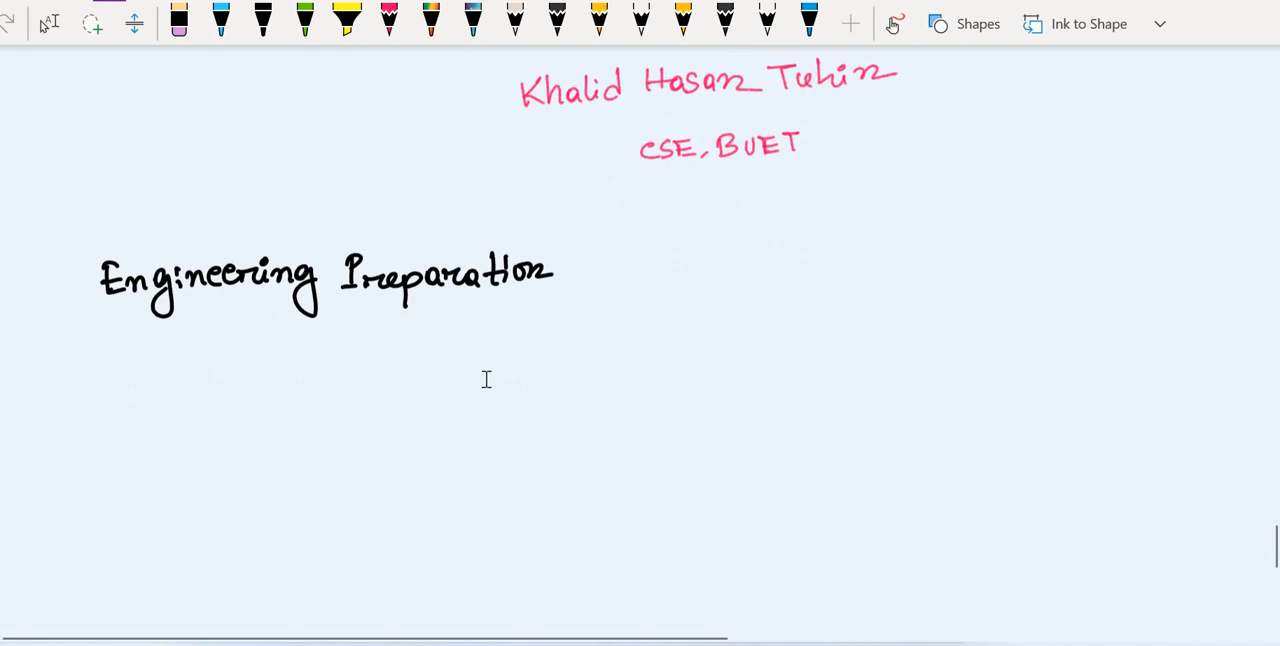 Shapes Ink to Shape
Khalid Hasan Tuhin
CSE, BUET
Engineering Preparation